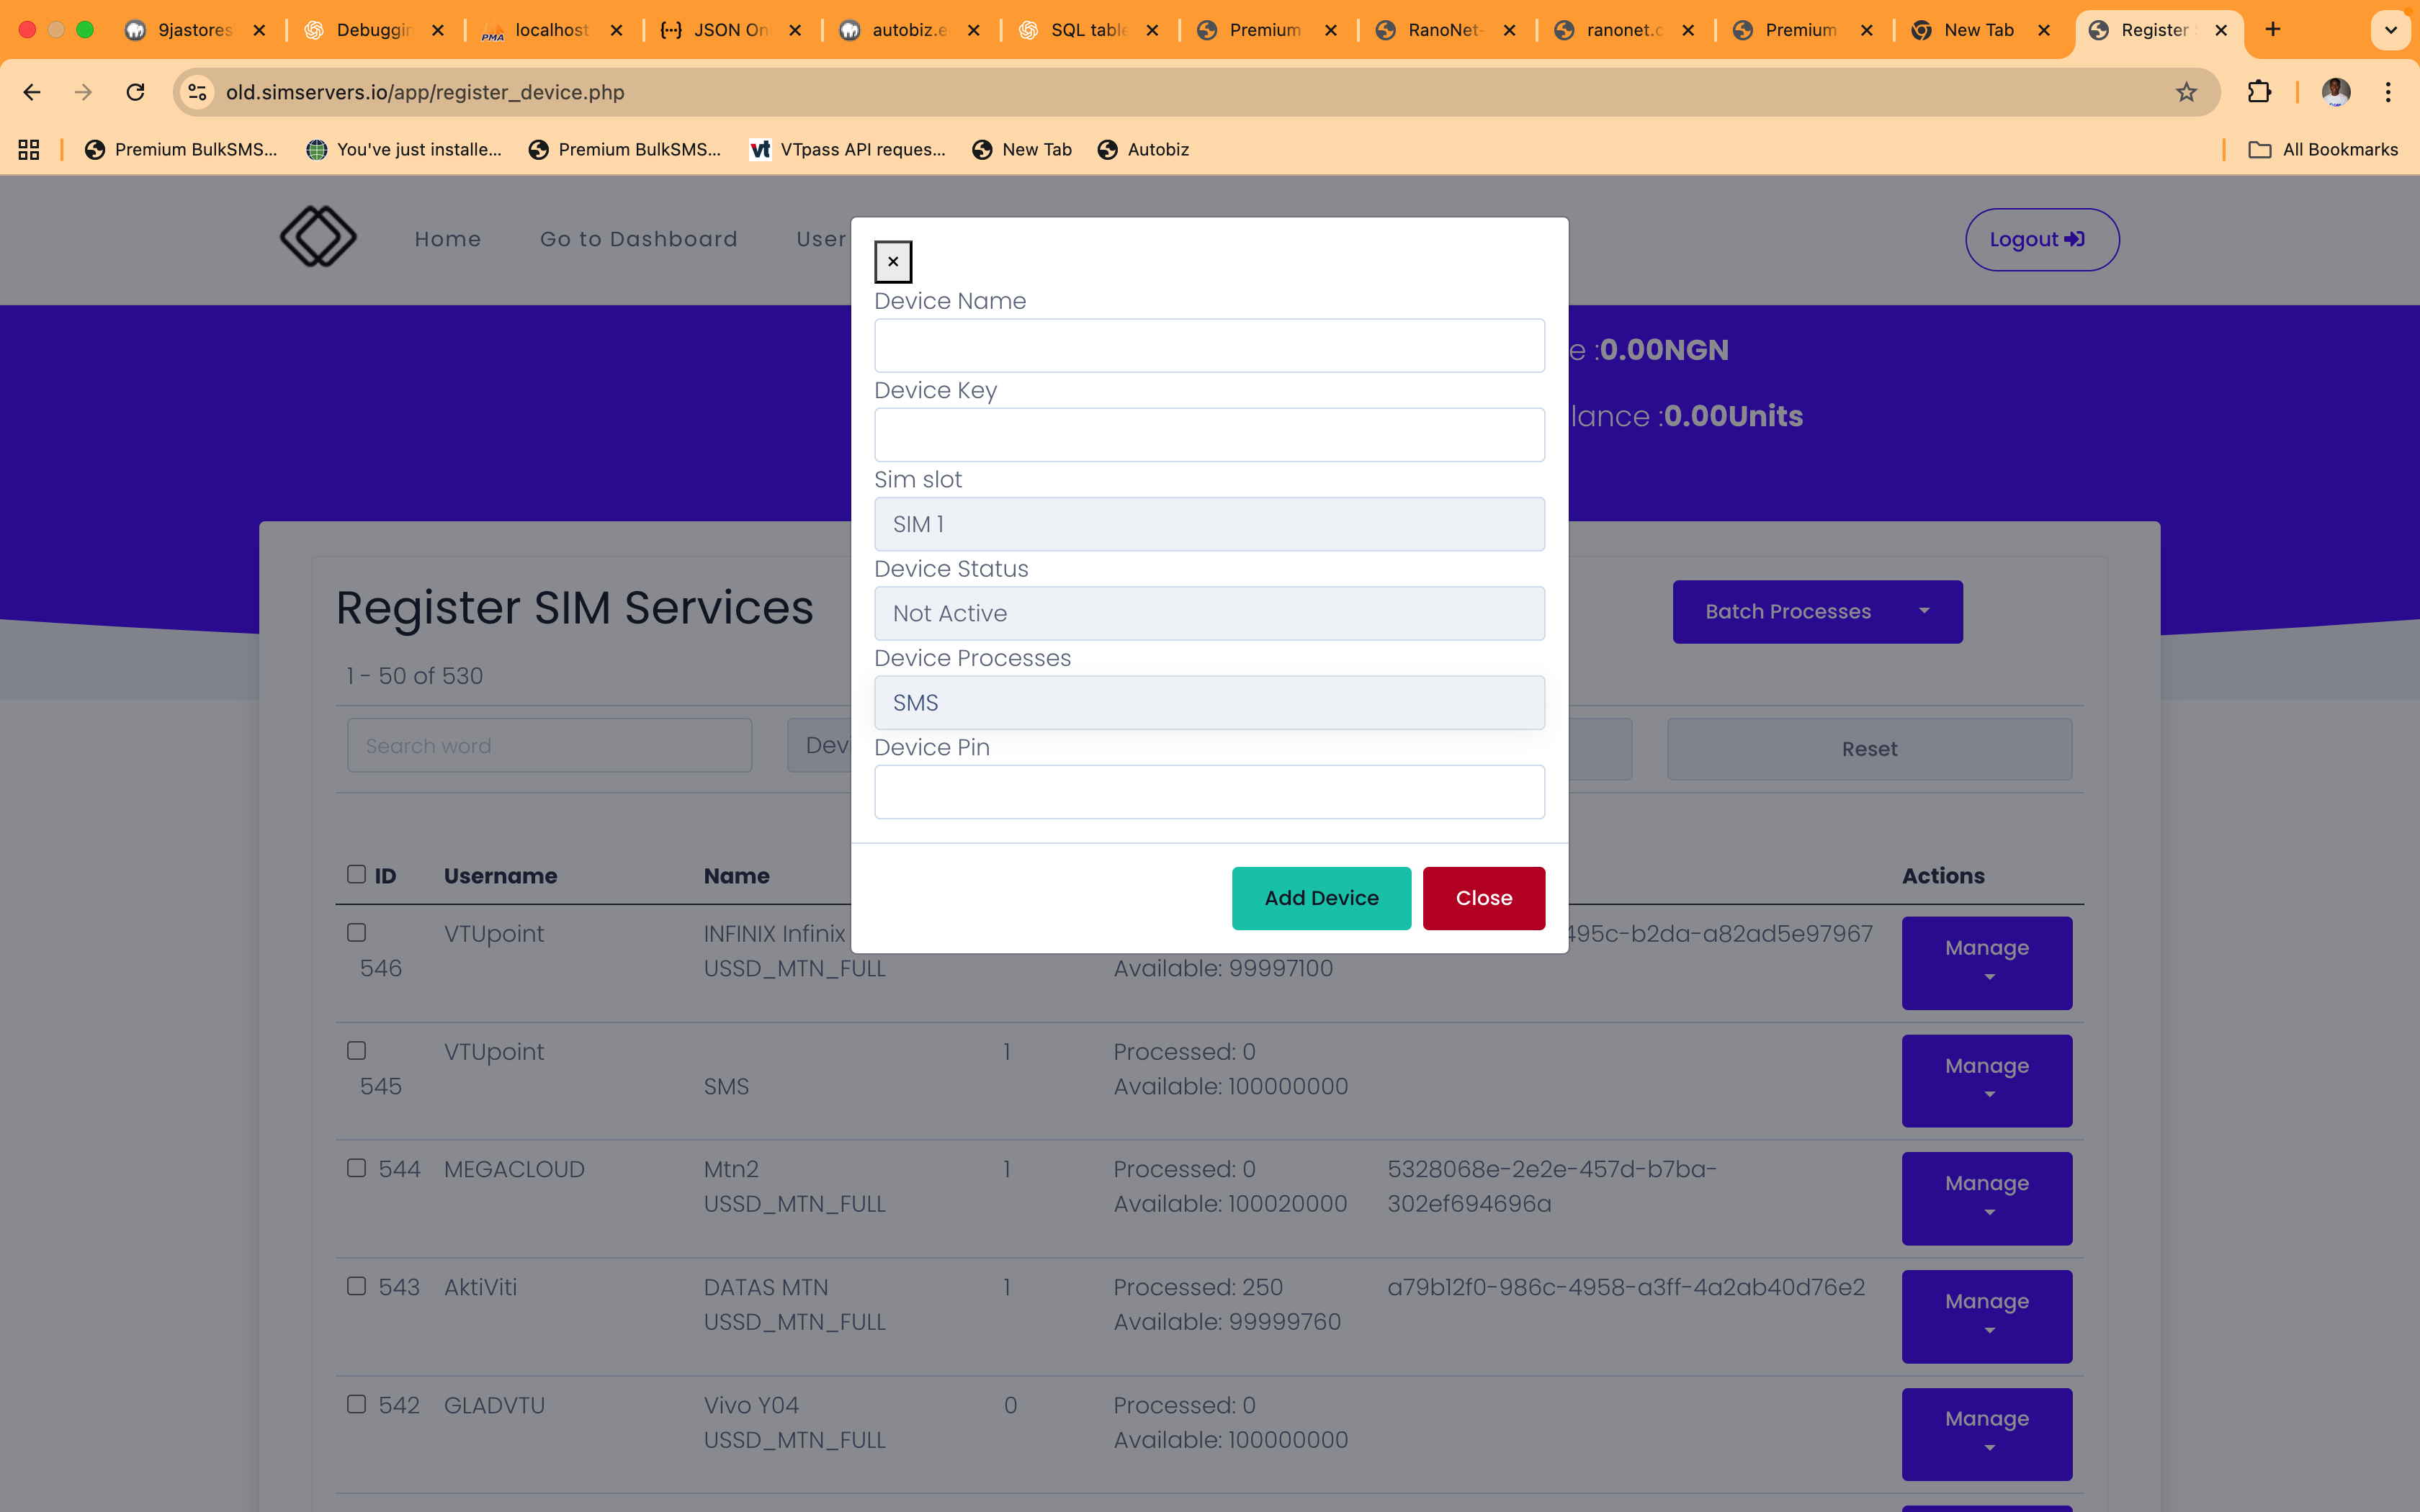 9jastores
Debuggin
PMA
localhost
JSON On
autobiz.e
SQL table
Premium
RanoNet-
ranonet.c
Premium
New Tab
Register
old.simservers.io/app/register_device.php
Premium BulkSMS...
You've just installe...
Premium BulkSMS...
vt VTpass API reques...
New Tab
Autobiz
All Bookmarks
Home
Go to Dashboard
User
Logout
e :0.00NGN
lance :0.00Units
×
Device Name
Device Key
Sim slot
SIM 1
Device Status
Not Active
Device Processes
SMS
Device Pin
Add Device
Close
Register SIM Services
Batch Processes
1 - 50 of 530
Search word
Devi
Reset
ID
Username
Name
Actions
VTUpoint
INFINIX Infinix
495c-b2da-a82ad5e97967
Manage
546
USSD_MTN_FULL
Available: 99997100
VTUpoint
1
Processed: 0
Manage
545
SMS
Available: 100000000
544
MEGACLOUD
Mtn2
1
Processed: 0
5328068e-2e2e-457d-b7ba-
Manage
USSD_MTN_FULL
Available: 100020000
302ef694696a
543
AktiViti
DATAS MTN
1
Processed: 250
a79b12f0-986c-4958-a3ff-4a2ab40d76e2
Manage
USSD_MTN_FULL
Available: 99999760
542
GLADVTU
Vivo Y04
0
Processed: 0
Manage
USSD_MTN_FULL
Available: 100000000